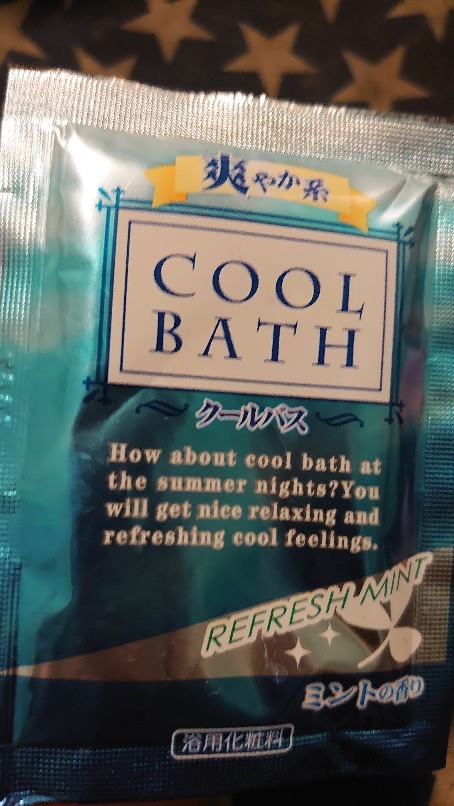 爽やか系
COOL
BATH
クールバス
How about cool bath at
the summer nights?You
will get nice relaxing and
refreshing cool feelings.
REFRESH MINT
ミントの香り
浴用化粧料